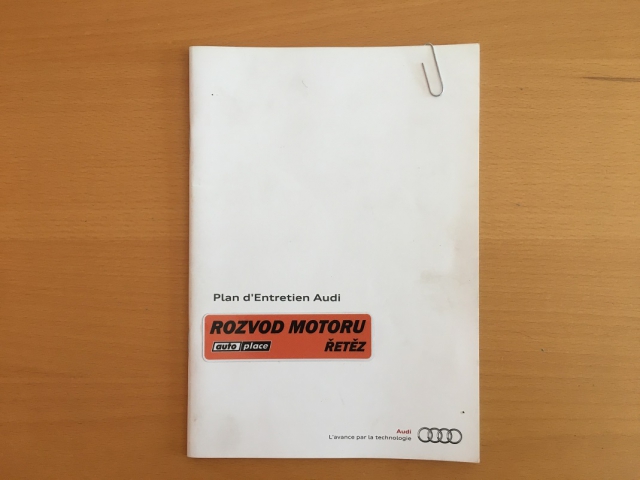 Plan d'Entretien Audi
ROZVOD MOTORU
auto place
ŘETĚZ
Audi
L'avance par la technologie